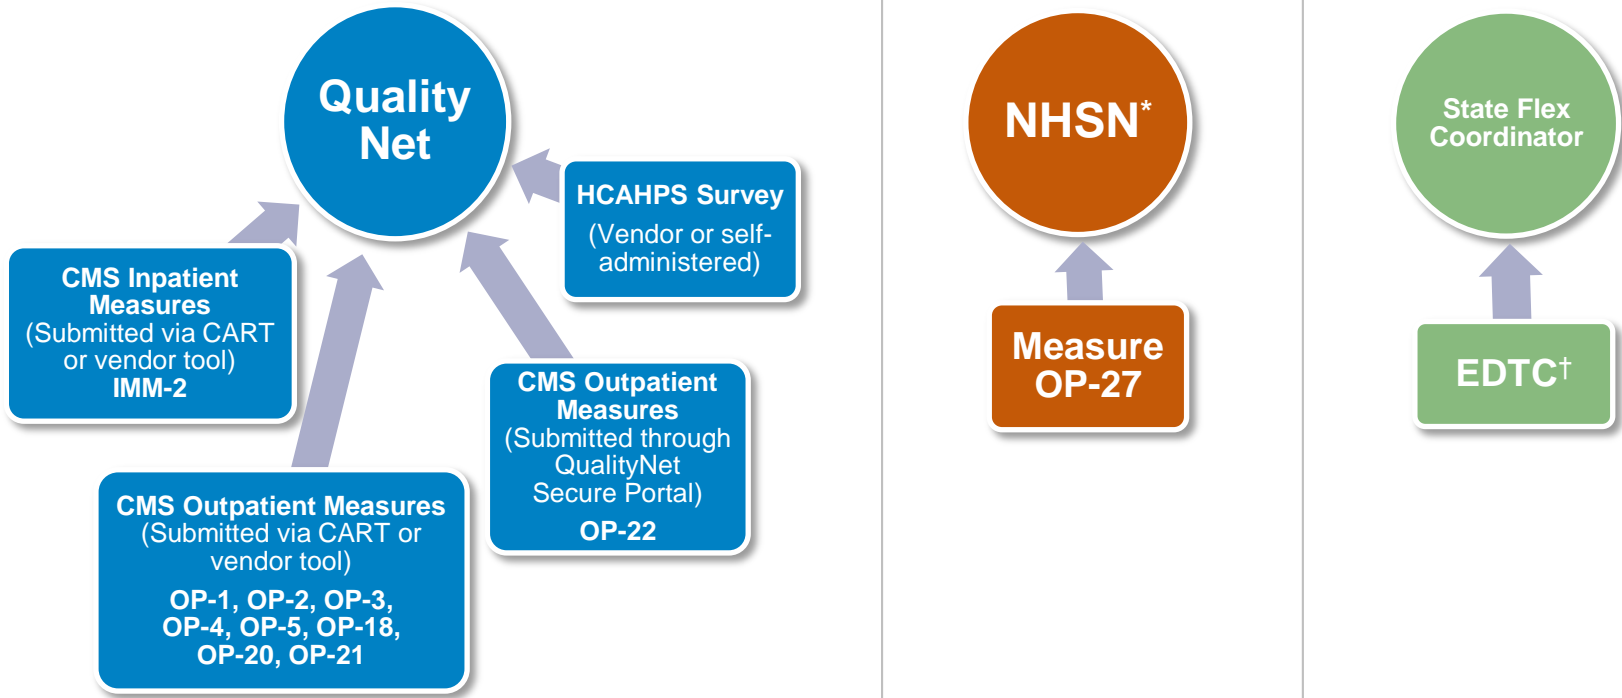 Quality
Net
HCAHPS Survey
(Vendor or self-
administered)
CMS Inpatient
Measures
(Submitted via CART
or vendor tool)
IMM-2
CMS Outpatient
Measures
(Submitted through
QualityNet
Secure Portal)
OP-22
CMS Outpatient Measures
(Submitted via CART or
vendor tool)
OP-1, OP-2, OP-3,
OP-4, OP-5, OP-18,
OP-20, OP-21
NHSN*
Measure
OP-27
State Flex
Coordinator
EDTC†